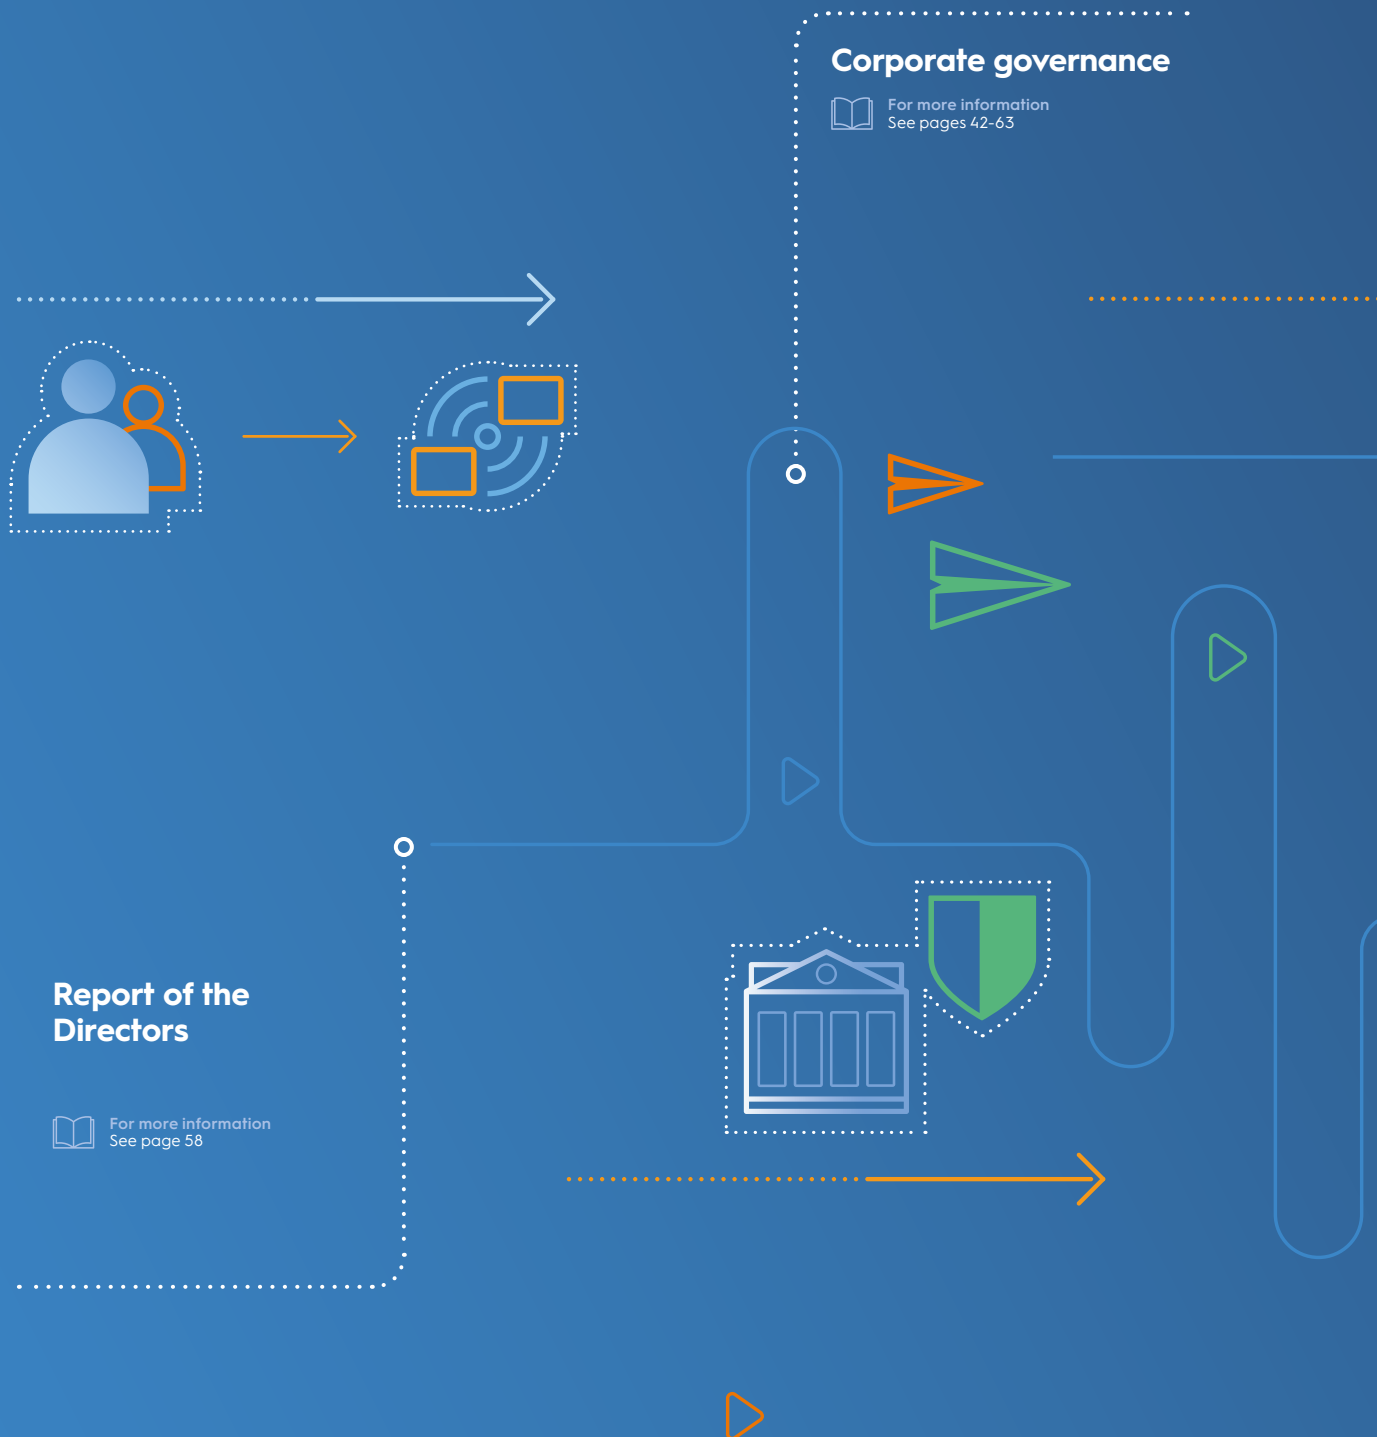 Corporate governance
For more information
See pages 42-63
Report of the
Directors
For more information
See page 58